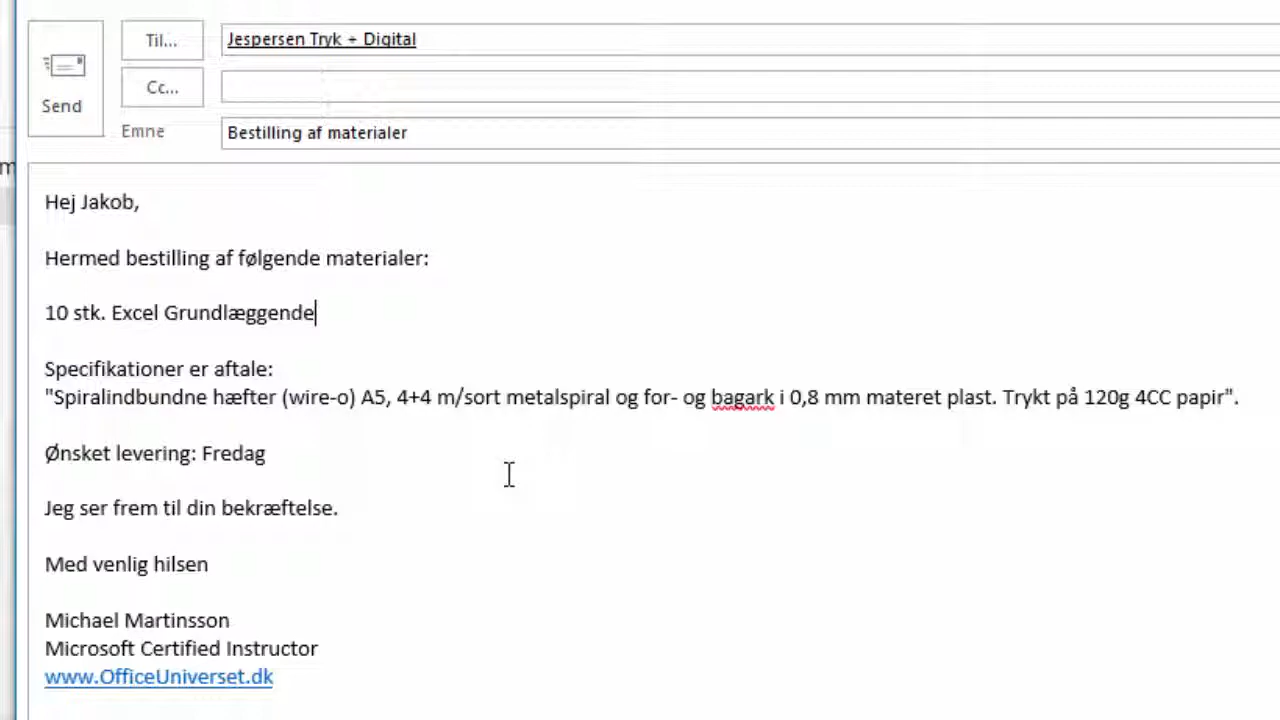 Til...
Jespersen Tryk + Digital
Cc...
Send
Emne
Bestilling af materialer
Hej Jakob,
Hermed bestilling af følgende materialer:
10 stk. Excel Grundlæggende
Specifikationer er aftale:
"Spiralindbundne hæfter (wire-o) A5, 4+4 m/sort metalspiral og for- og bagark i 0,8 mm materet plast. Trykt på 120g 4CC papir".
Ønsket levering: Fredag
Jeg ser frem til din bekræftelse.
Med venlig hilsen
Michael Martinsson
Microsoft Certified Instructor
www.OfficeUniverset.dk